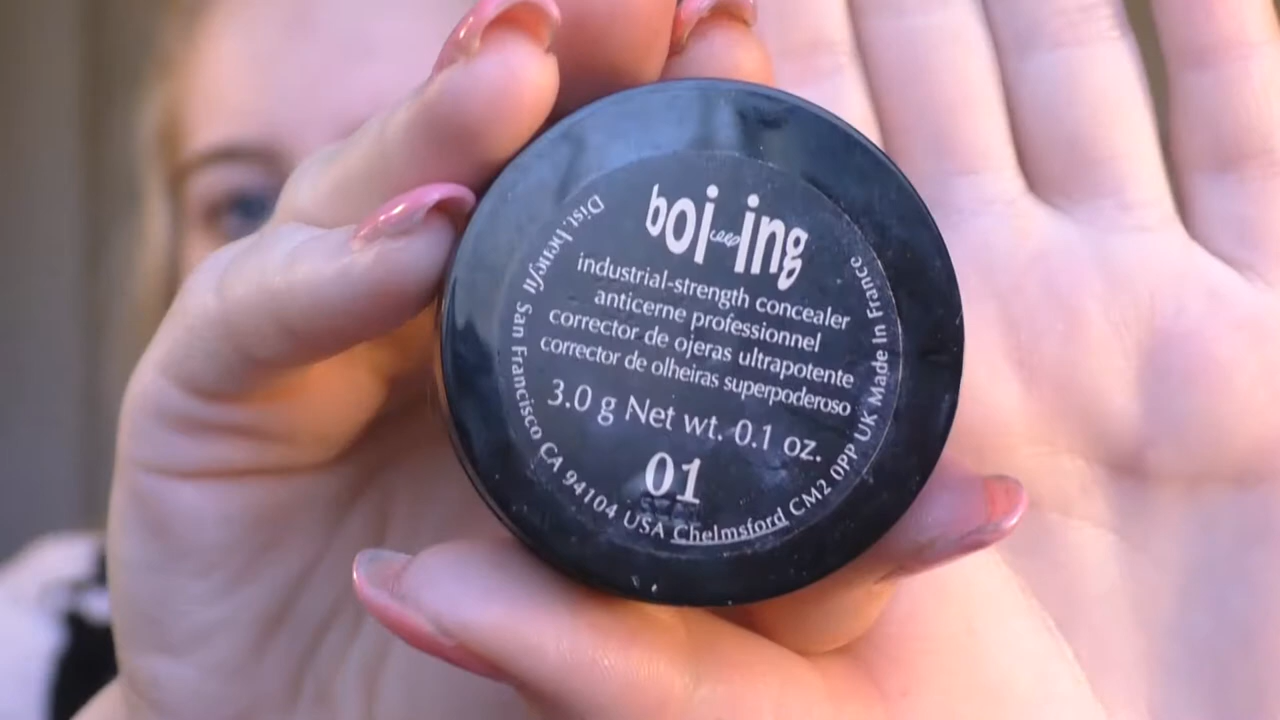 boi-ing
industrial-strength concealer
anticerne professionnel
corrector de ojeras ultrapotente
corrector de olheiras superpoderoso
3.0 g Net wt. 0.1 oz.
01
Dist. benefit San Francisco CA 94104 USA Chelmsford CM2 0PP UK Made In France